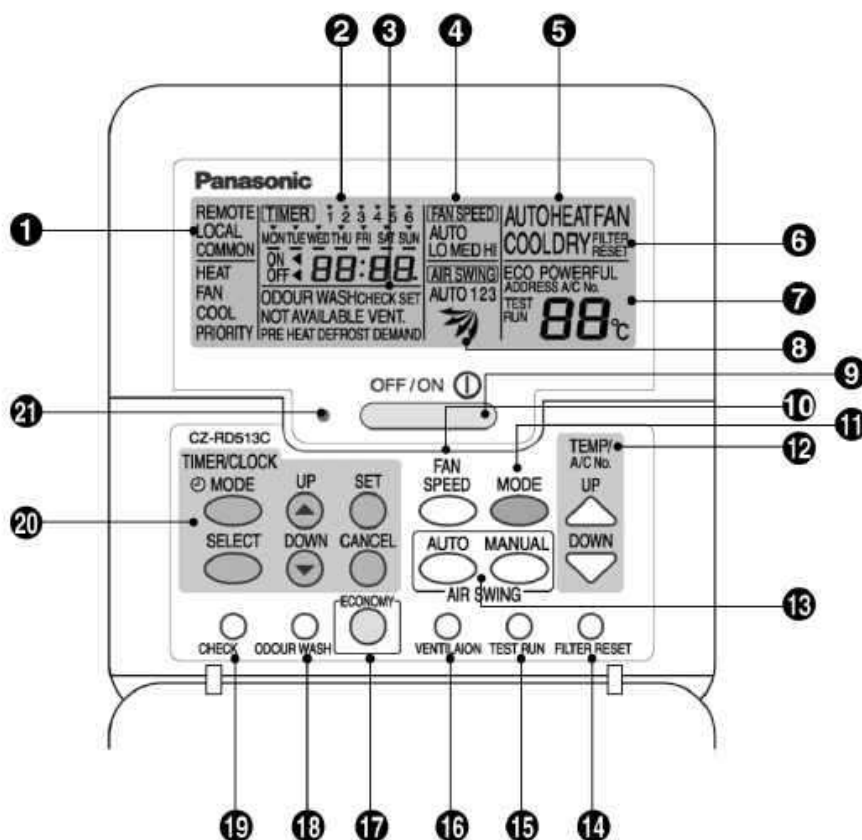 2 3 4 5
Panasonic
1
REMOTE
LOCAL
COMMON
HEAT
FAN
COOL
PRIORITY
TIMER 1 2 3 4 5 6
MON TUE WED THU FRI SAT SUN
ON
OFF 88:88
ODOUR WASH CHECK SET
NOT AVAILABLE VENT.
PRE HEAT DEFROST DEMAND
FAN SPEED
AUTO
LO MED HI
AIR SWING
AUTO 1 2 3
AUTO HEAT FAN
COOL DRY FILTER
RESET
ECO POWERFUL
ADDRESS A/C No.
TEST
RUN 88°C
6
7
8
OFF/ON
9
21
10
11
12
CZ-RD513C
TIMER/CLOCK
MODE UP SET
SELECT DOWN CANCEL
20
FAN
SPEED
MODE
AUTO MANUAL
AIR SWING
TEMP/
A/C No.
UP
DOWN
13
ECONOMY
CHECK ODOUR WASH VENTILAION TEST RUN FILTER RESET
19 18 17 16 15 14